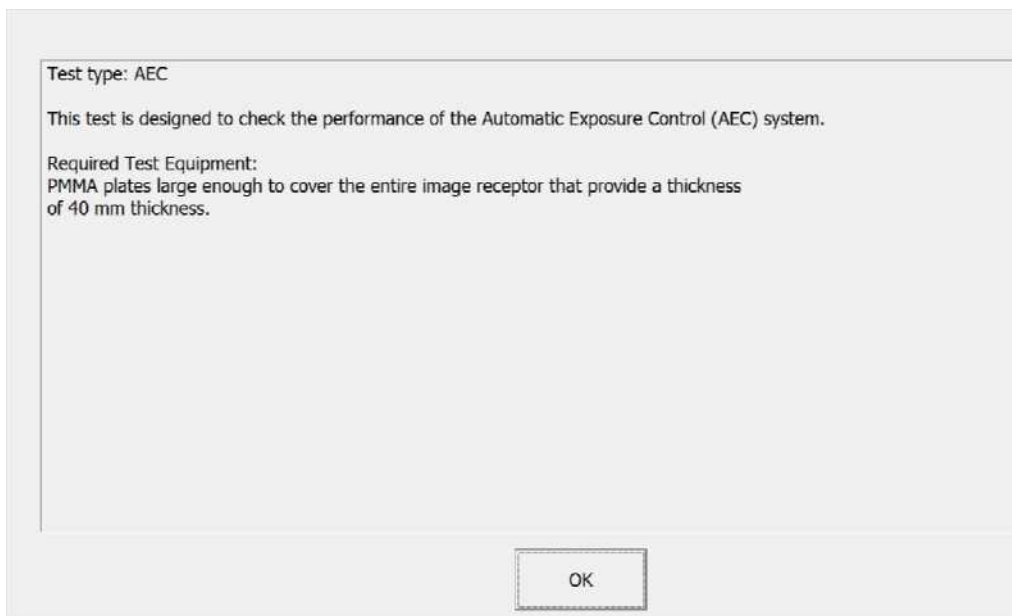 Test type: AEC
This test is designed to check the performance of the Automatic Exposure Control (AEC) system.
Required Test Equipment:
PMMA plates large enough to cover the entire image receptor that provide a thickness
of 40 mm thickness.
OK